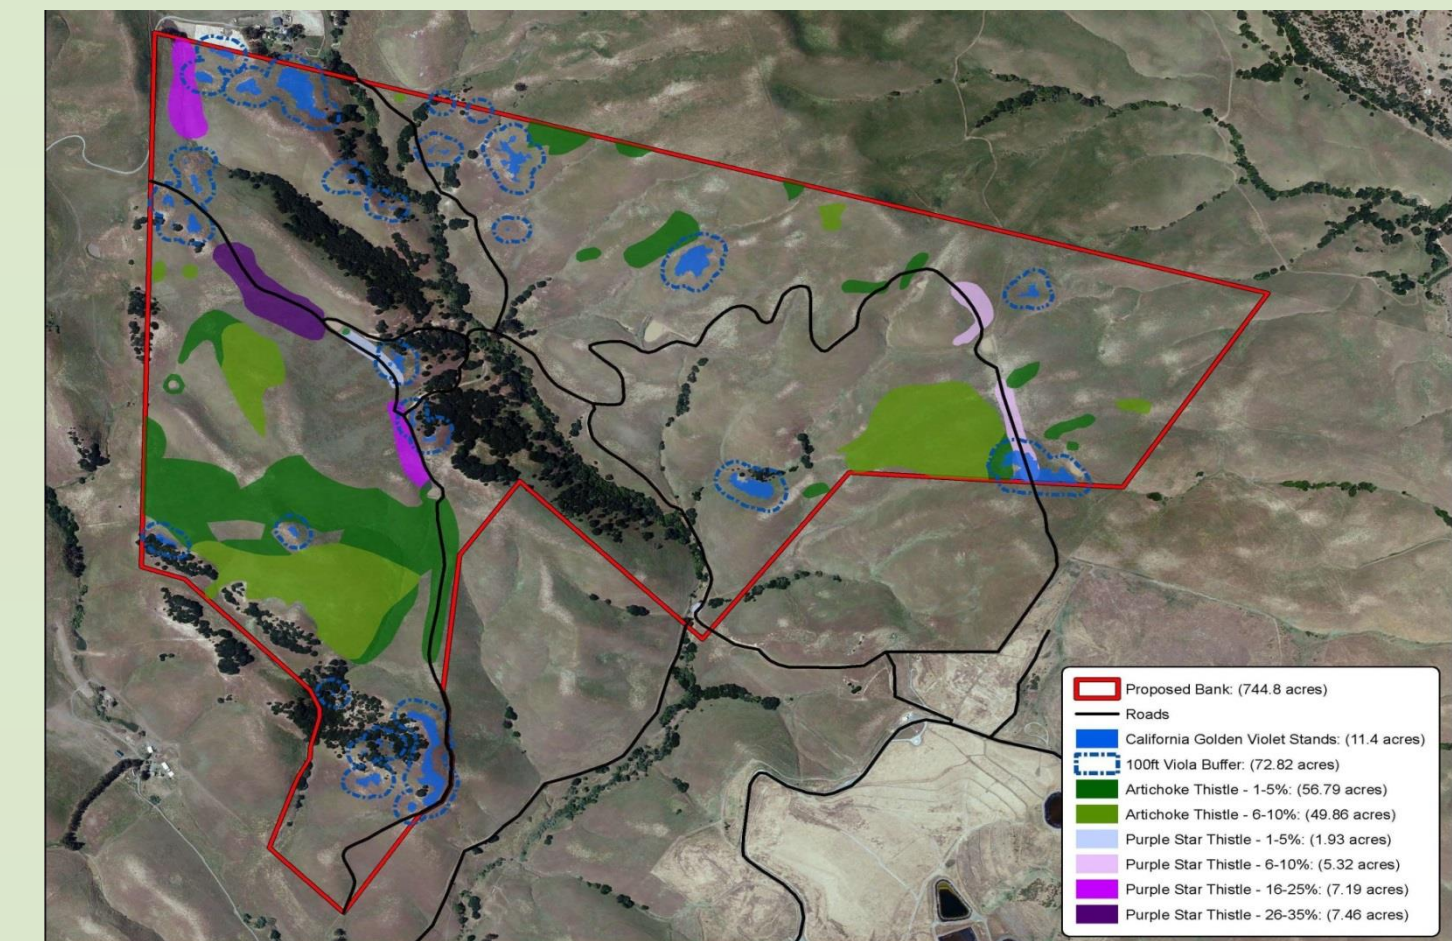 Proposed Bank: (744.8 acres)
Roads
California Golden Violet Stands: (11.4 acres)
100ft Viola Buffer: (72.82 acres)
Artichoke Thistle - 1-5%: (56.79 acres)
Artichoke Thistle - 6-10%: (49.86 acres)
Purple Star Thistle - 1-5%: (1.93 acres)
Purple Star Thistle - 6-10%: (5.32 acres)
Purple Star Thistle - 16-25%: (7.19 acres)
Purple Star Thistle - 26-35%: (7.46 acres)